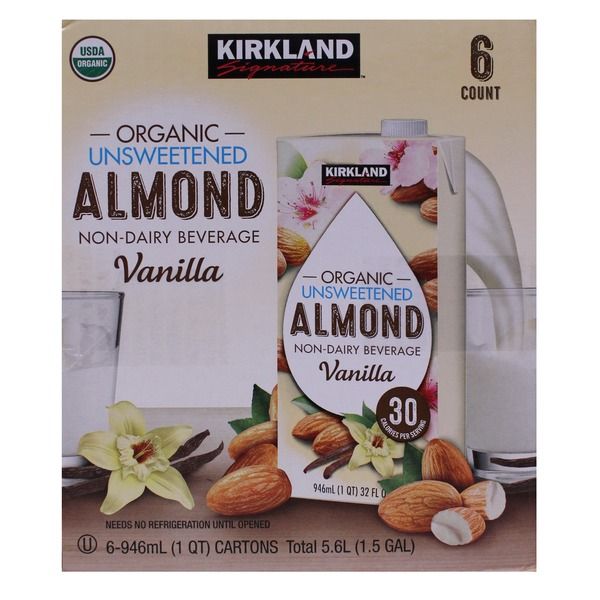 USDA
ORGANIC
KIRKLAND
Signature™
6
COUNT
ORGANIC
UNSWEETENED
ALMOND
NON-DAIRY BEVERAGE
Vanilla
KIRKLAND
Signature
ORGANIC
UNSWEETENED
ALMOND
NON-DAIRY BEVERAGE
Vanilla
30
CALORIES PER SERVING
946mL (1 QT) 32 FL
NEEDS NO REFRIGERATION UNTIL OPENED
U 6-946mL (1 QT) CARTONS Total 5.6L (1.5 GAL)